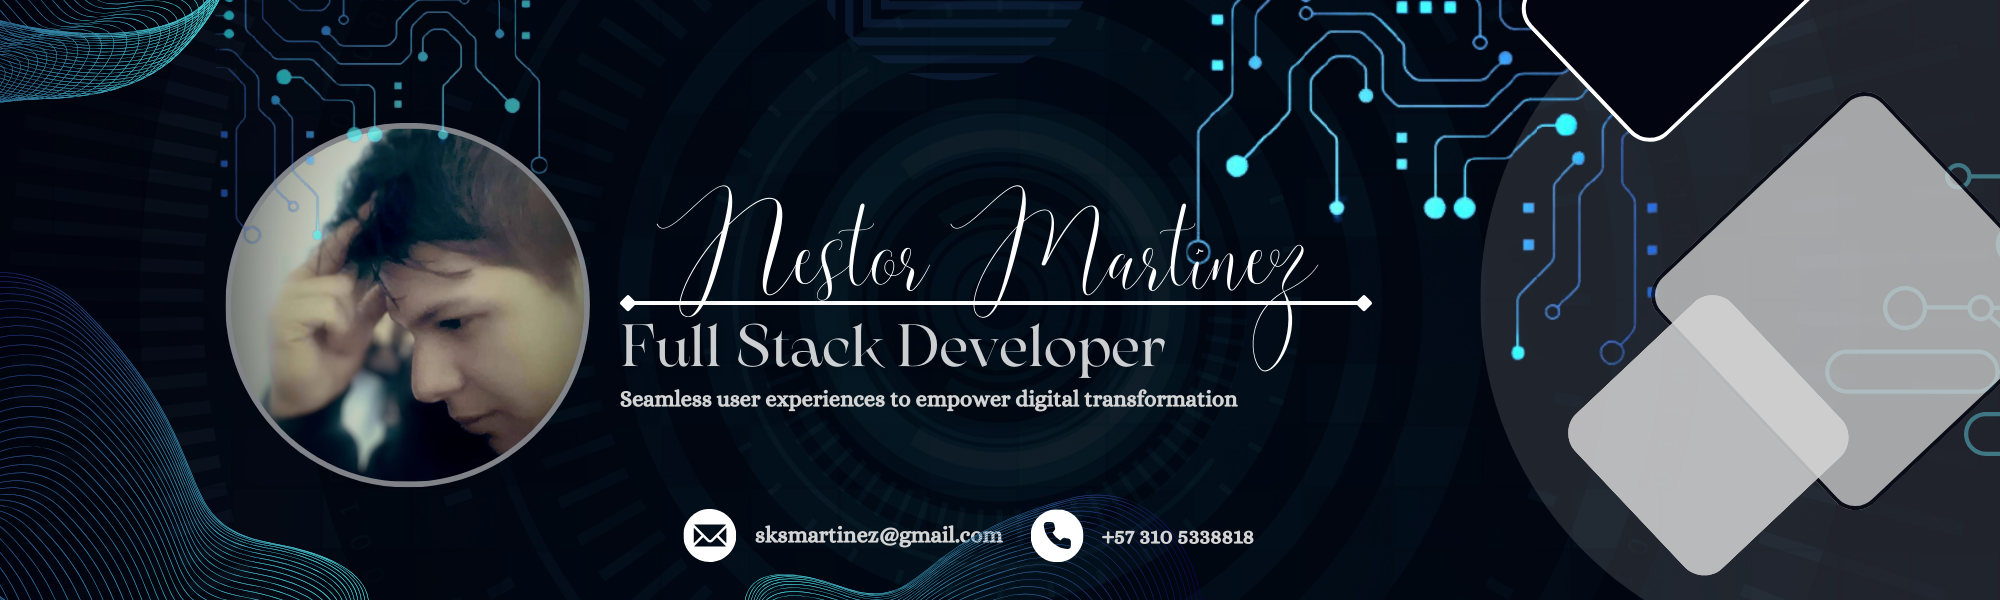 Nestor Martinez
Full Stack Developer
Seamless user experiences to empower digital transformation
sksmartinez@gmail.com
+57 310 5338818